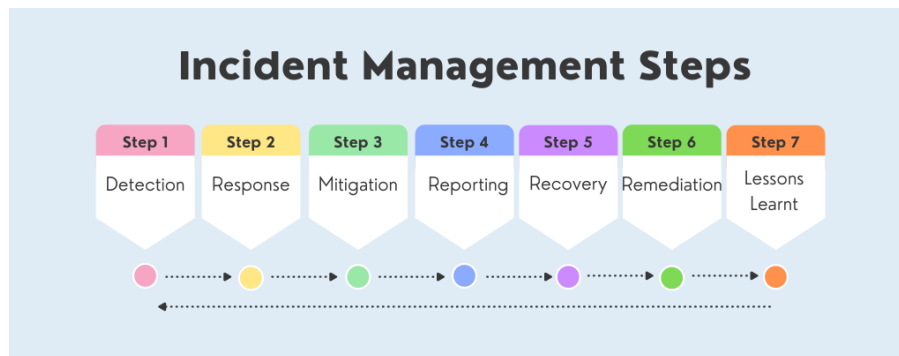 Incident Management Steps
Step 1
Detection
Step 2
Response
Step 3
Mitigation
Step 4
Reporting
Step 5
Recovery
Step 6
Remediation
Step 7
Lessons
Learnt